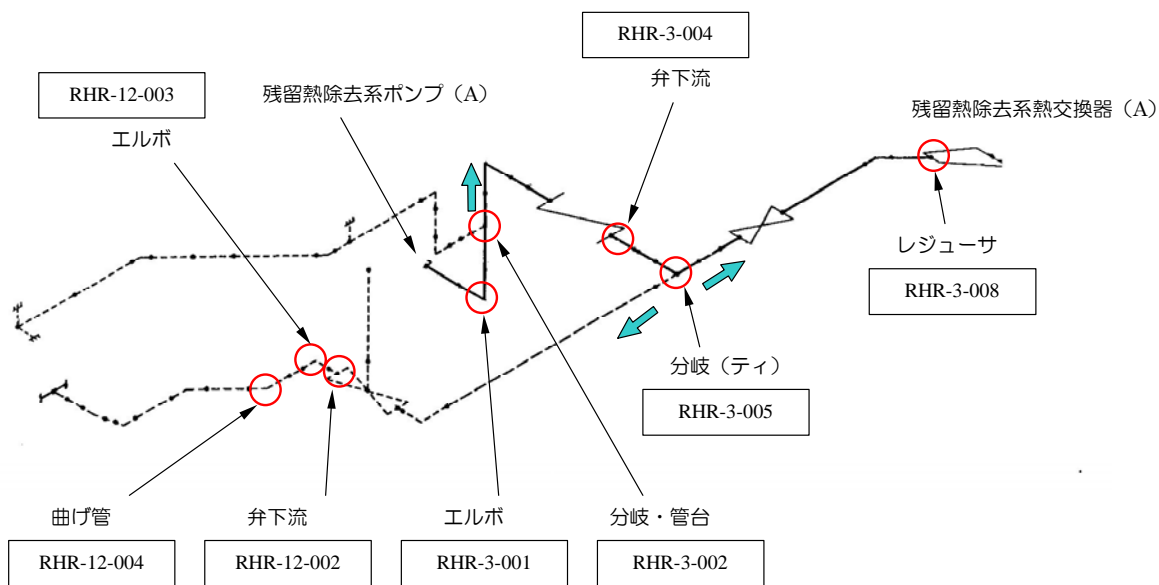 RHR-3-004
弁下流
RHR-12-003
エルボ
残留熱除去系ポンプ（A）
残留熱除去系熱交換器（A）
レジューサ
RHR-3-008
分岐（ティ）
RHR-3-005
曲げ管
RHR-12-004
弁下流
RHR-12-002
エルボ
RHR-3-001
分岐・管台
RHR-3-002